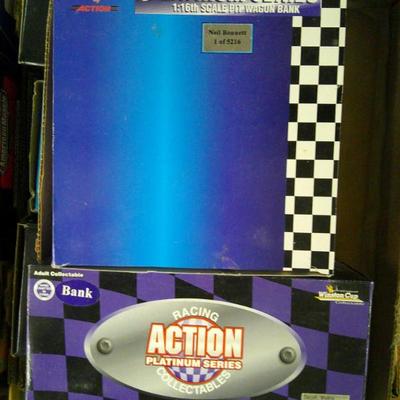 ACTION
1:16th SCALE PIT WAGON BANK
Neil Bonnett
1 of 5216
Adult Collectable
Bank
Winston Cup
RACING
ACTION
PLATINUM SERIES
COLLECTABLES